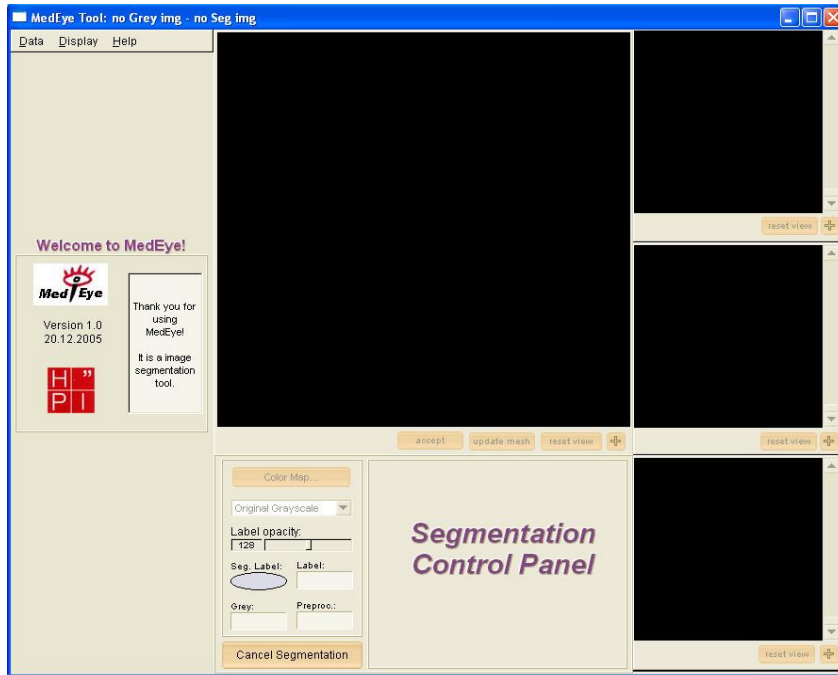 MedEye Tool: no Grey img - no Seg img
Data Display Help
Welcome to MedEye!
Med Eye
Version 1.0
20.12.2005
H "
P I
Thank you for
using
MedEye!
It is a image
segmentation
tool.
accept update mesh reset view
reset view
reset view
reset view
Color Map...
Original Grayscale
Label opacity:
128
Seg. Label: Label:
Grey: Preproc.:
Cancel Segmentation
Segmentation
Control Panel